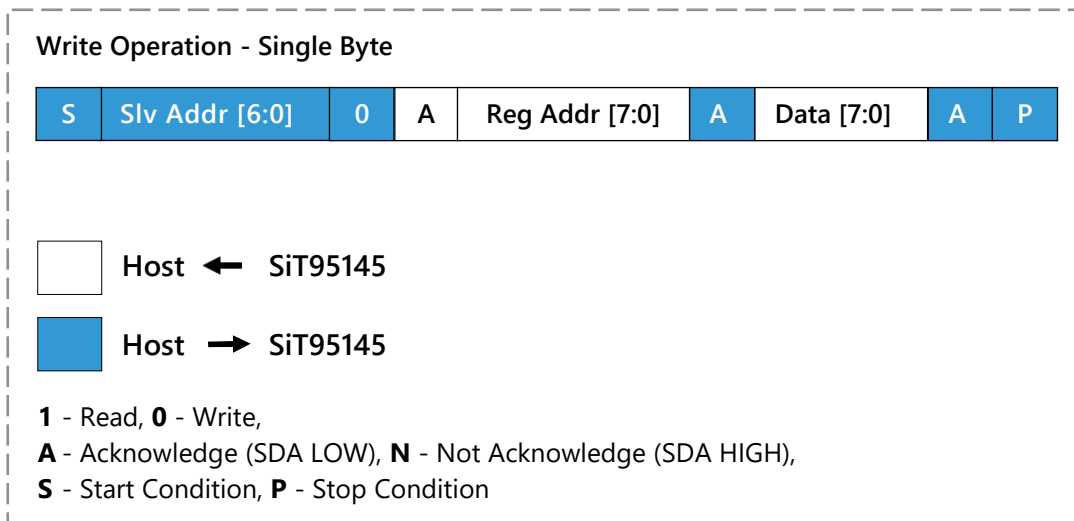 Write Operation - Single Byte
S Slv Addr [6:0] 0 A Reg Addr [7:0] A Data [7:0] A P
Host ← SiT95145
Host → SiT95145
1 - Read, 0 - Write,
A - Acknowledge (SDA LOW), N - Not Acknowledge (SDA HIGH),
S - Start Condition, P - Stop Condition